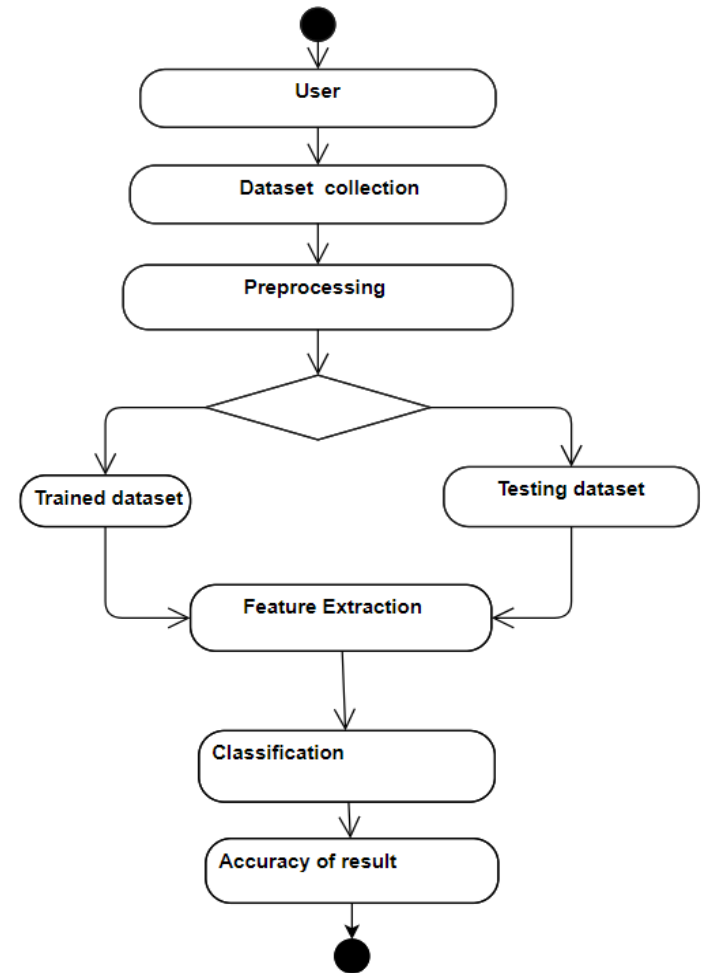 User
Dataset collection
Preprocessing
Trained dataset
Testing dataset
Feature Extraction
Classification
Accuracy of result